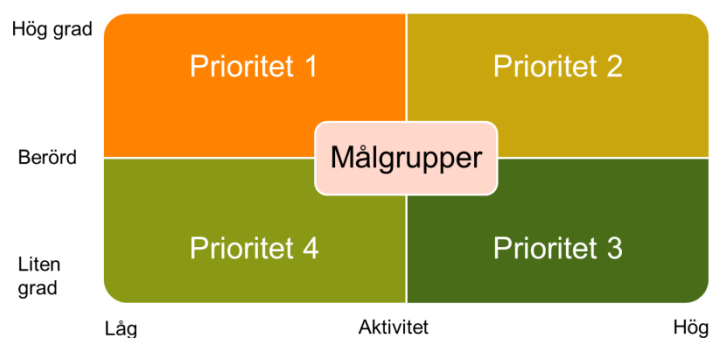 Hög grad
Prioritet 1
Prioritet 2
Berörd
Målgrupper
Prioritet 4
Prioritet 3
Liten
grad
Låg
Aktivitet
Hög